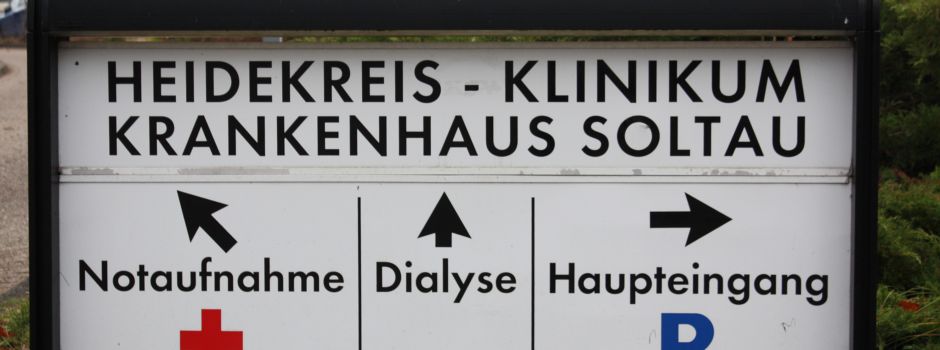 HEIDEKREIS - KLINIKUM
KRANKENHAUS SOLTAU
Notaufnahme
Dialyse
Haupteingang
P